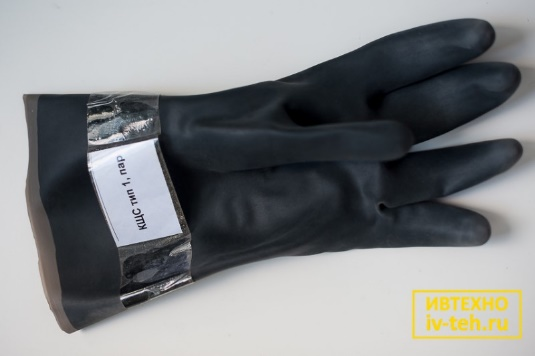 КЩС тип 1, пар
ИВТЕХНО
iv-teh.ru